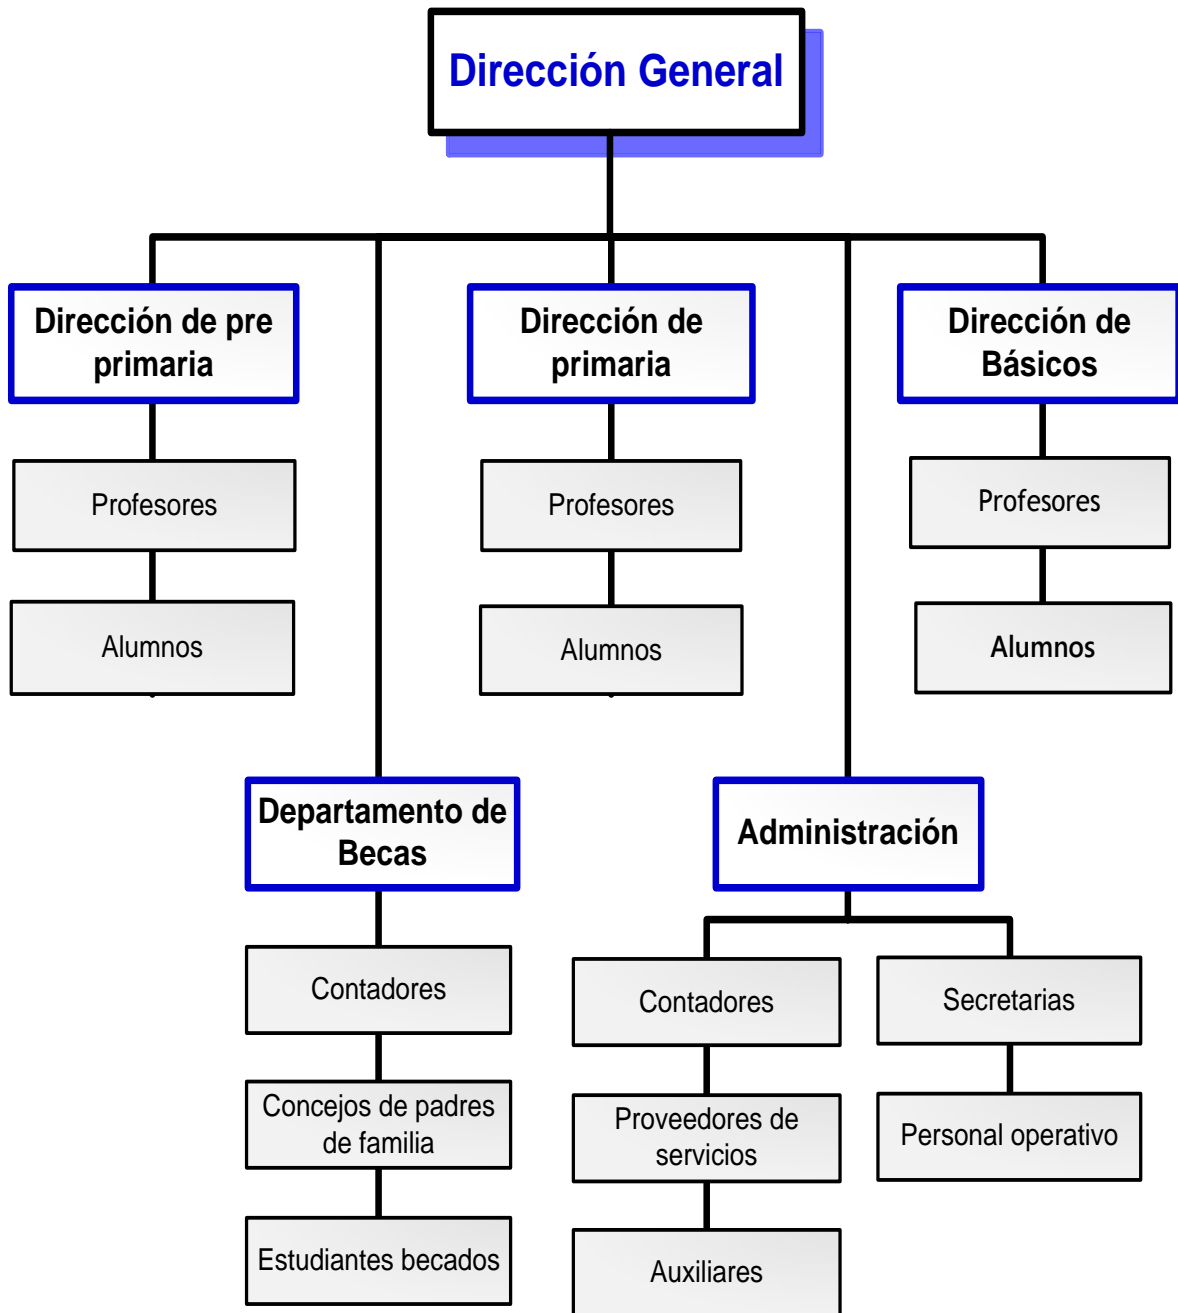 Dirección General
Dirección de pre
primaria
Dirección de
primaria
Dirección de
Básicos
Profesores
Profesores
Profesores
Alumnos
Alumnos
Alumnos
Departamento de
Becas
Administración
Contadores
Contadores
Secretarias
Concejos de padres
de familia
Proveedores de
servicios
Personal operativo
Estudiantes becados
Auxiliares